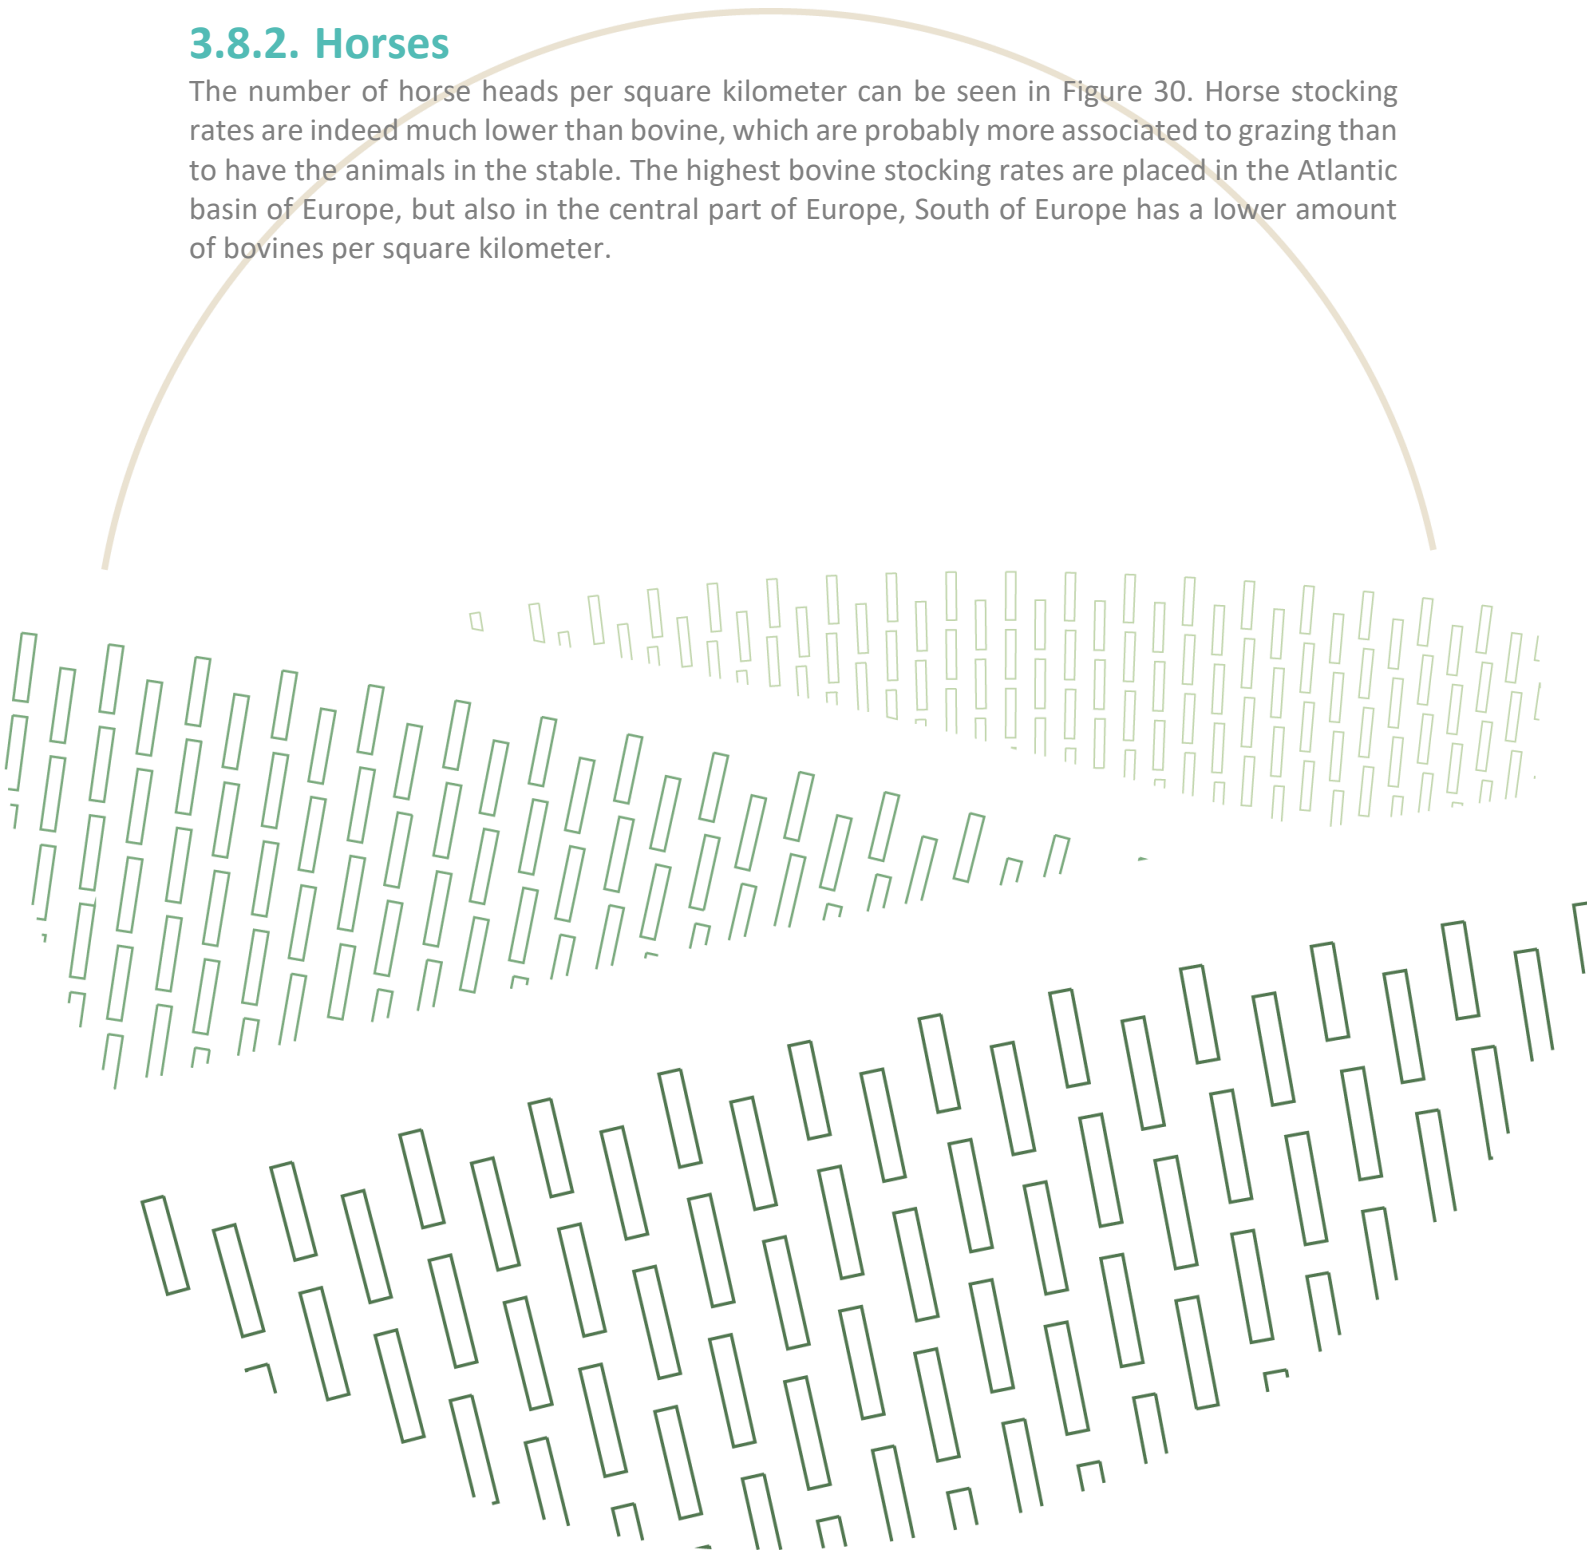 3.8.2. Horses
The number of horse heads per square kilometer can be seen in Figure 30. Horse stocking
rates are indeed much lower than bovine, which are probably more associated to grazing than
to have the animals in the stable. The highest bovine stocking rates are placed in the Atlantic
basin of Europe, but also in the central part of Europe, South of Europe has a lower amount
of bovines per square kilometer.